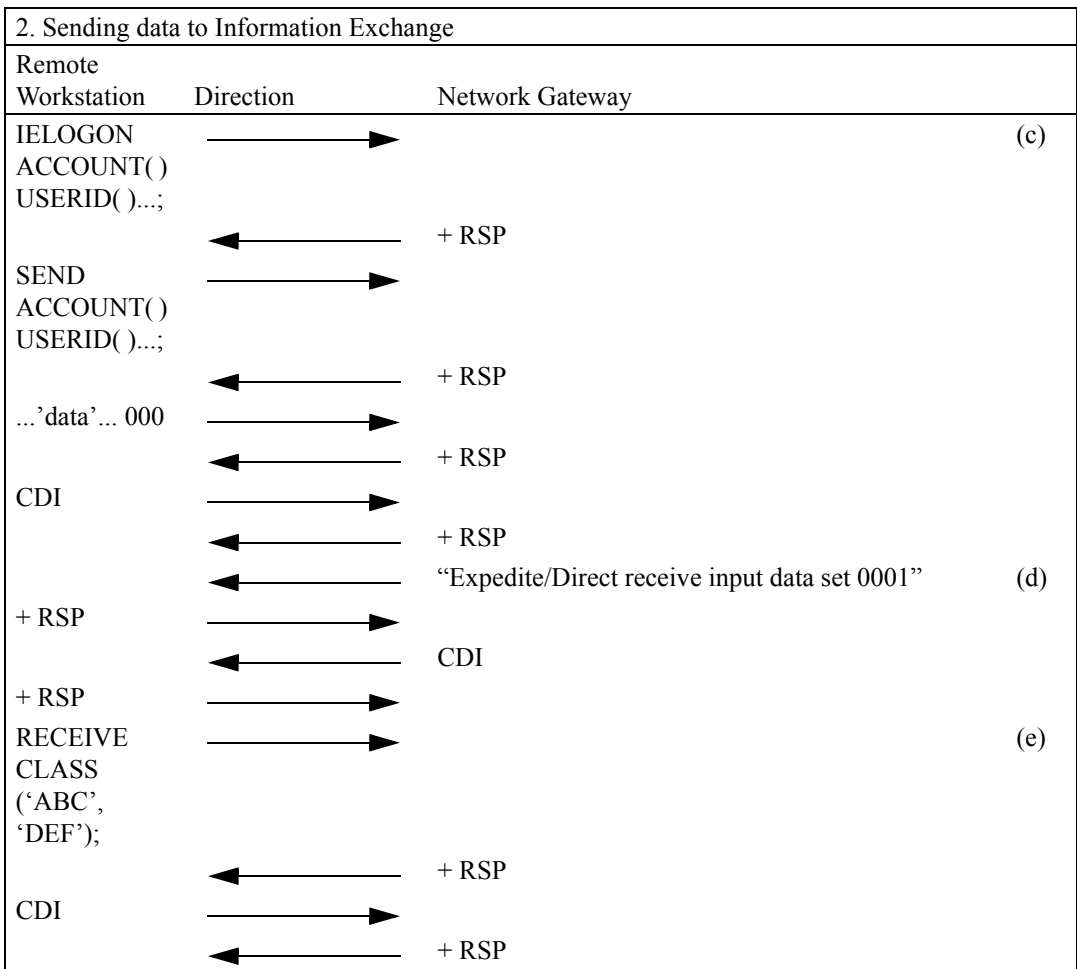 2. Sending data to Information Exchange
Remote
Workstation Direction Network Gateway
IELOGON (c)
ACCOUNT( )
USERID( )...;
+ RSP
SEND
ACCOUNT( )
USERID( )...;
+ RSP
...’data’... 000
+ RSP
CDI
+ RSP
“Expedite/Direct receive input data set 0001” (d)
+ RSP
CDI
+ RSP
RECEIVE (e)
CLASS
(‘ABC’,
‘DEF’);
+ RSP
CDI
+ RSP